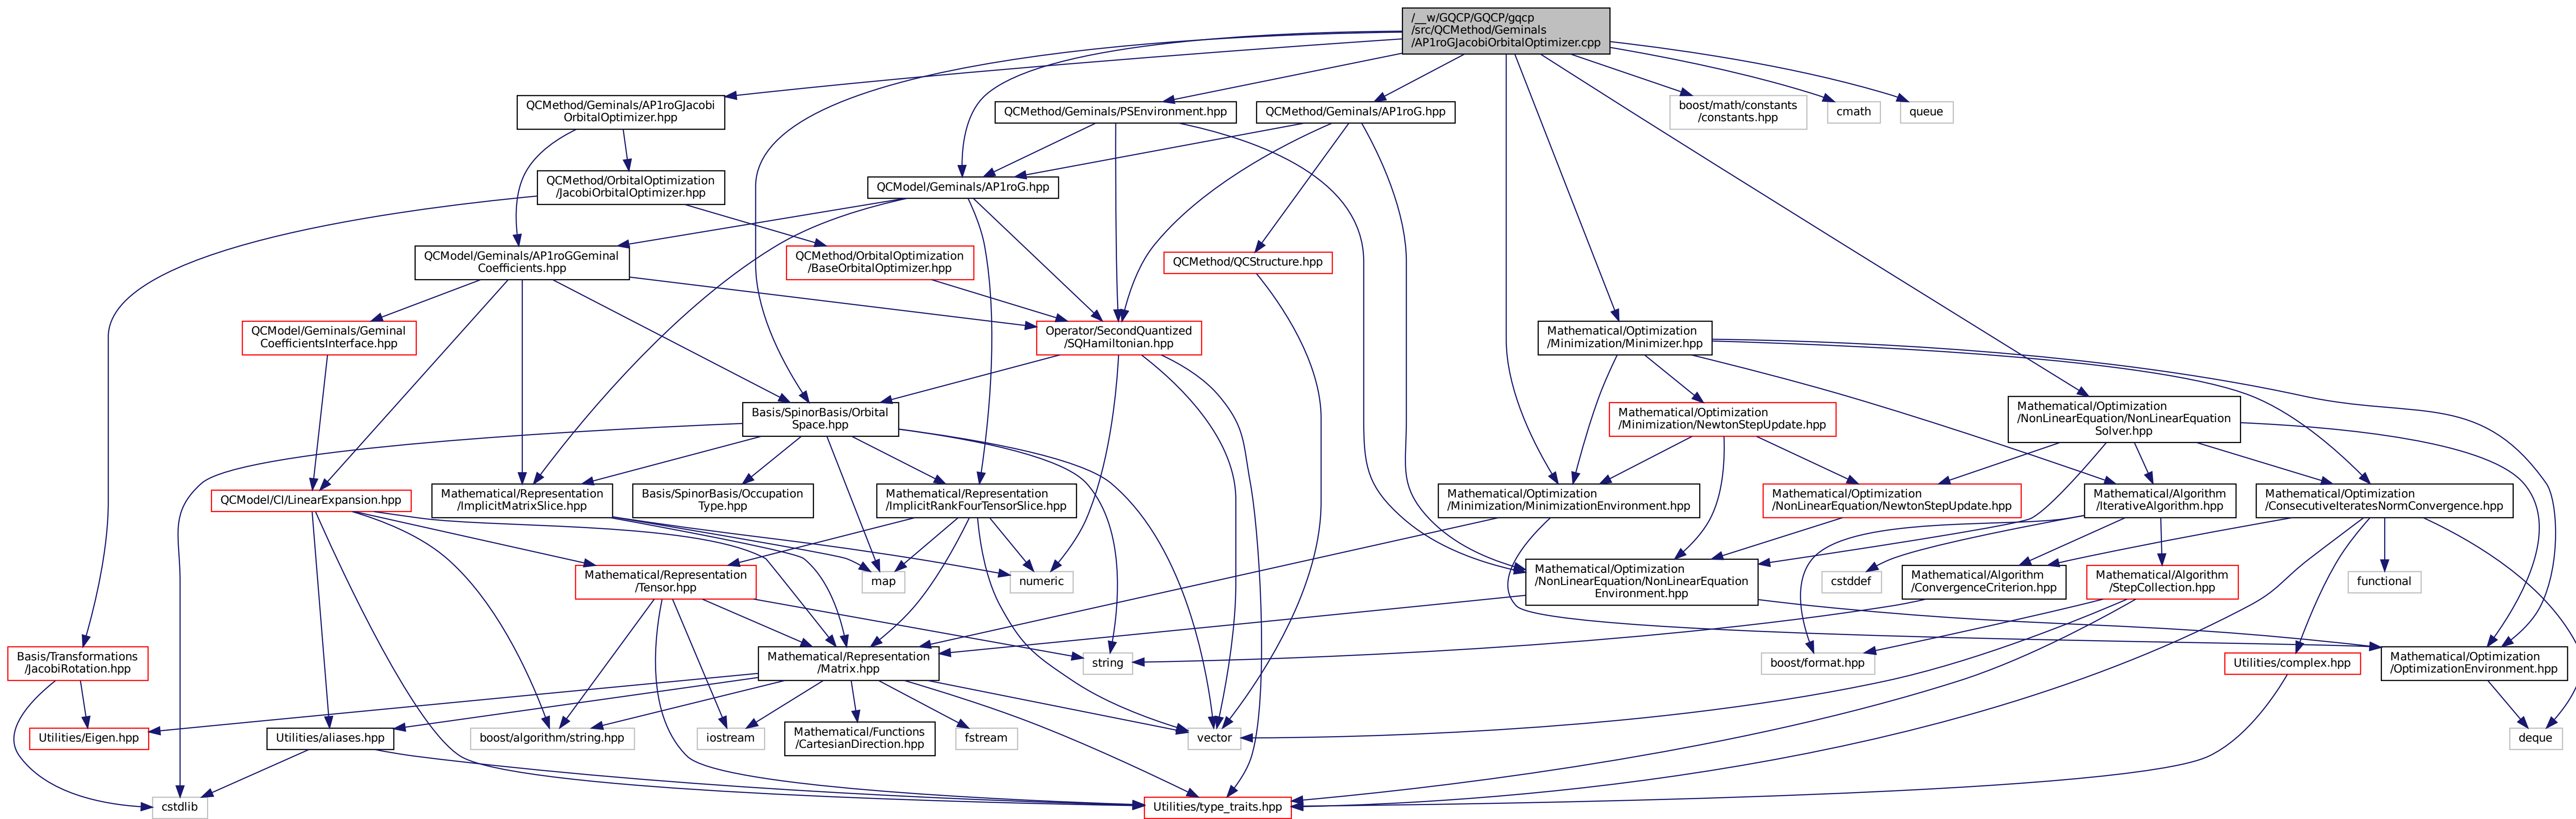 /__w/GQCP/GQCP/gqcp
/src/QCMethod/Geminals
/AP1roGJacobiOrbitalOptimizer.cpp
QCMethod/Geminals/AP1roGJacobi
OrbitalOptimizer.hpp
QCMethod/Geminals/PSEnvironment.hpp
QCMethod/Geminals/AP1roG.hpp
boost/math/constants
/constants.hpp
cmath
queue
QCMethod/OrbitalOptimization
/JacobiOrbitalOptimizer.hpp
QCModel/Geminals/AP1roG.hpp
QCModel/Geminals/AP1roGGeminal
Coefficients.hpp
QCMethod/OrbitalOptimization
/BaseOrbitalOptimizer.hpp
QCMethod/QCStructure.hpp
QCModel/Geminals/Geminal
CoefficientsInterface.hpp
Operator/SecondQuantized
/SQHamiltonian.hpp
Mathematical/Optimization
/Minimization/Minimizer.hpp
Basis/SpinorBasis/Orbital
Space.hpp
Mathematical/Optimization
/Minimization/NewtonStepUpdate.hpp
Mathematical/Optimization
/NonLinearEquation/NonLinearEquation
Solver.hpp
QCModel/CI/LinearExpansion.hpp
Mathematical/Representation
/ImplicitMatrixSlice.hpp
Basis/SpinorBasis/Occupation
Type.hpp
Mathematical/Representation
/ImplicitRankFourTensorSlice.hpp
Mathematical/Optimization
/Minimization/MinimizationEnvironment.hpp
Mathematical/Optimization
/NonLinearEquation/NewtonStepUpdate.hpp
Mathematical/Algorithm
/IterativeAlgorithm.hpp
Mathematical/Optimization
/ConsecutiveIteratesNormConvergence.hpp
Mathematical/Representation
/Tensor.hpp
map
numeric
Mathematical/Optimization
/NonLinearEquation/NonLinearEquation
Environment.hpp
cstddef
Mathematical/Algorithm
/ConvergenceCriterion.hpp
Mathematical/Algorithm
/StepCollection.hpp
functional
Basis/Transformations
/JacobiRotation.hpp
Mathematical/Representation
/Matrix.hpp
string
boost/format.hpp
Utilities/complex.hpp
Mathematical/Optimization
/OptimizationEnvironment.hpp
Utilities/Eigen.hpp
Utilities/aliases.hpp
boost/algorithm/string.hpp
iostream
Mathematical/Functions
/CartesianDirection.hpp
fstream
vector
deque
cstdlib
Utilities/type_traits.hpp